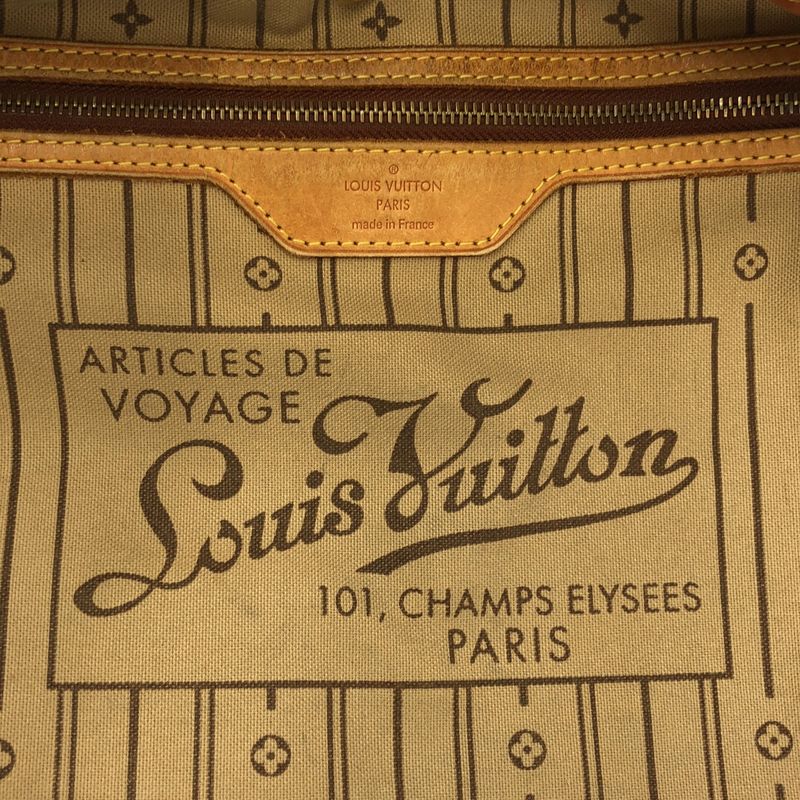 ®
LOUIS VUITTON
PARIS
made in France
ARTICLES DE
VOYAGE
Louis Vuitton
101, CHAMPS ELYSEES
PARIS